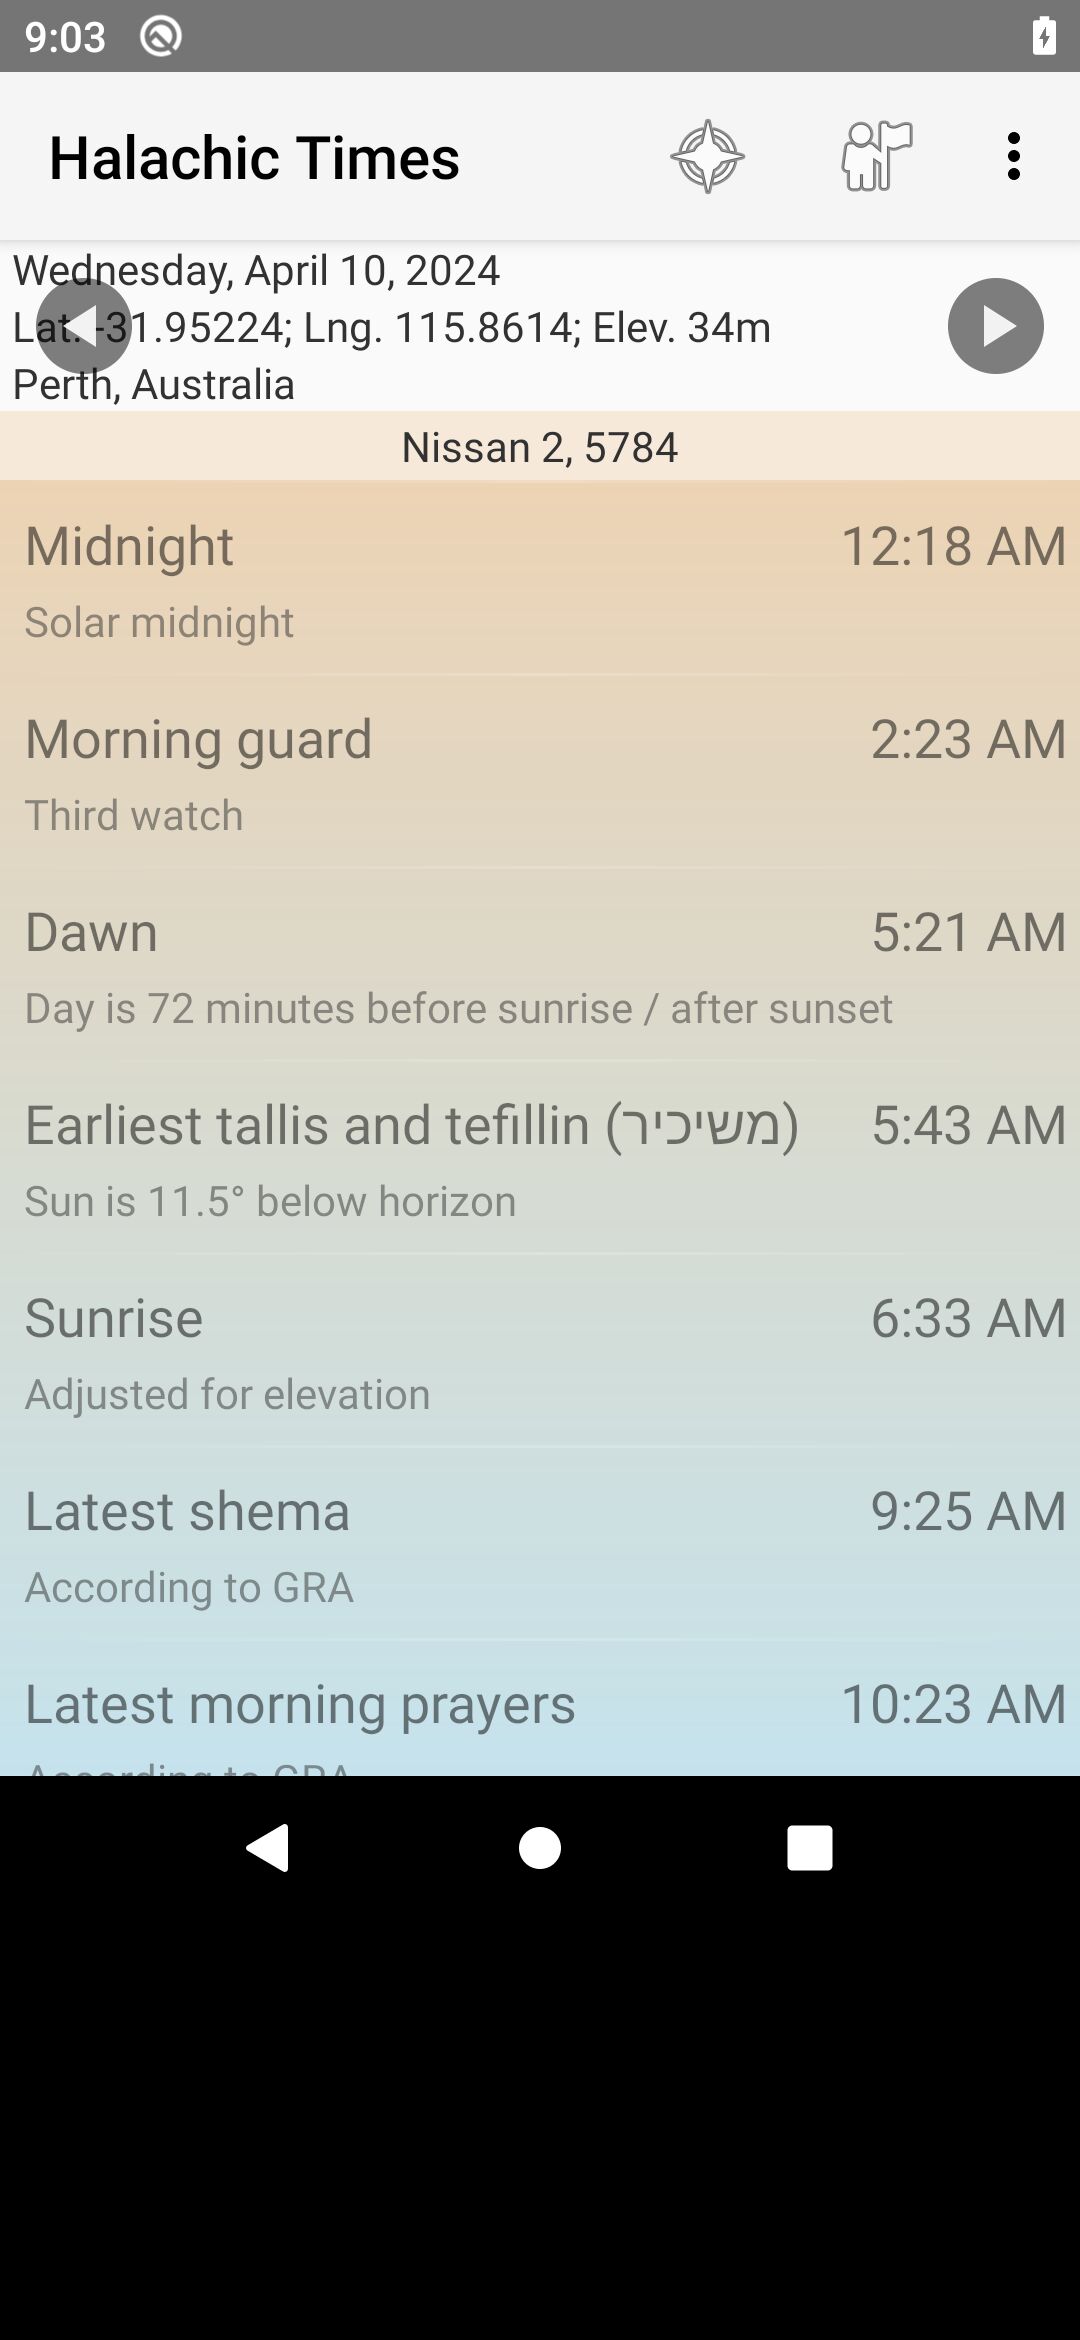 9:03
Halachic Times
Wednesday, April 10, 2024
Lat. -31.95224; Lng. 115.8614; Elev. 34m
Perth, Australia
Nissan 2, 5784
Midnight 12:18 AM
Solar midnight
Morning guard 2:23 AM
Third watch
Dawn 5:21 AM
Day is 72 minutes before sunrise / after sunset
Earliest tallis and tefillin (משיכיר) 5:43 AM
Sun is 11.5° below horizon
Sunrise 6:33 AM
Adjusted for elevation
Latest shema 9:25 AM
According to GRA
Latest morning prayers 10:23 AM
According to GRA